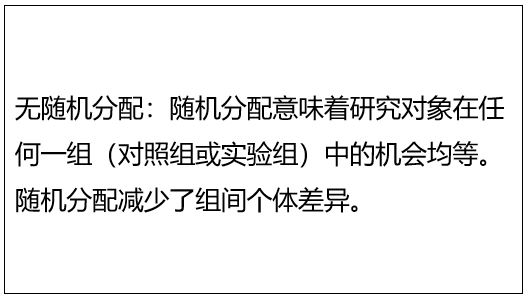 无随机分配：随机分配意味着研究对象在任
何一组（对照组或实验组）中的机会均等。
随机分配减少了组间个体差异。